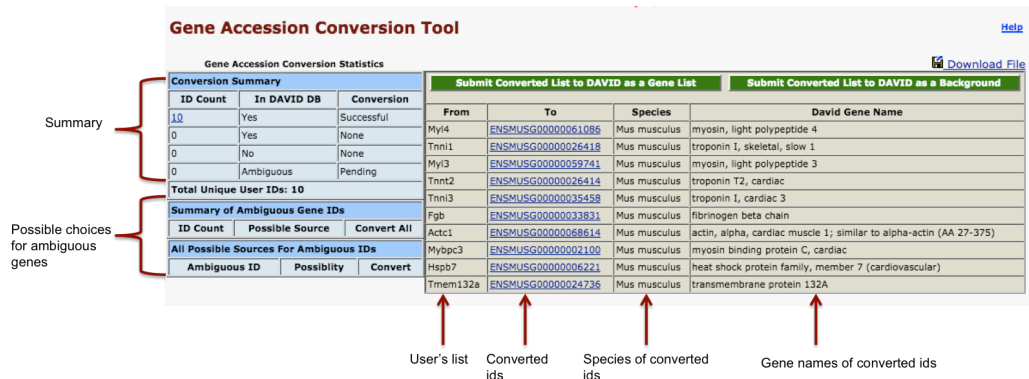 Gene Accession Conversion Tool
Help
Gene Accession Conversion Statistics
Download File
Conversion Summary
ID Count In DAVID DB Conversion
10 Yes Successful
0 Yes None
0 No None
0 Ambiguous Pending
Total Unique User IDs: 10
Summary of Ambiguous Gene IDs
ID Count Possible Source Convert All
All Possible Sources For Ambiguous IDs
Ambiguous ID Possiblity Convert
Submit Converted List to DAVID as a Gene List
Submit Converted List to DAVID as a Background
From To Species David Gene Name
Myl4 ENSMUSG00000061086 Mus musculus myosin, light polypeptide 4
Tnni1 ENSMUSG00000026418 Mus musculus troponin I, skeletal, slow 1
Myl3 ENSMUSG00000059741 Mus musculus myosin, light polypeptide 3
Tnnt2 ENSMUSG00000026414 Mus musculus troponin T2, cardiac
Tnni3 ENSMUSG00000035458 Mus musculus troponin I, cardiac 3
Fgb ENSMUSG00000033831 Mus musculus fibrinogen beta chain
Actc1 ENSMUSG00000068614 Mus musculus actin, alpha, cardiac muscle 1; similar to alpha-actin (AA 27-375)
Mybpc3 ENSMUSG00000002100 Mus musculus myosin binding protein C, cardiac
Hspb7 ENSMUSG00000006221 Mus musculus heat shock protein family, member 7 (cardiovascular)
Tmem132a ENSMUSG00000024736 Mus musculus transmembrane protein 132A
Summary
Possible choices
for ambiguous
genes
User's list
Converted
ids
Species of converted
ids
Gene names of converted ids